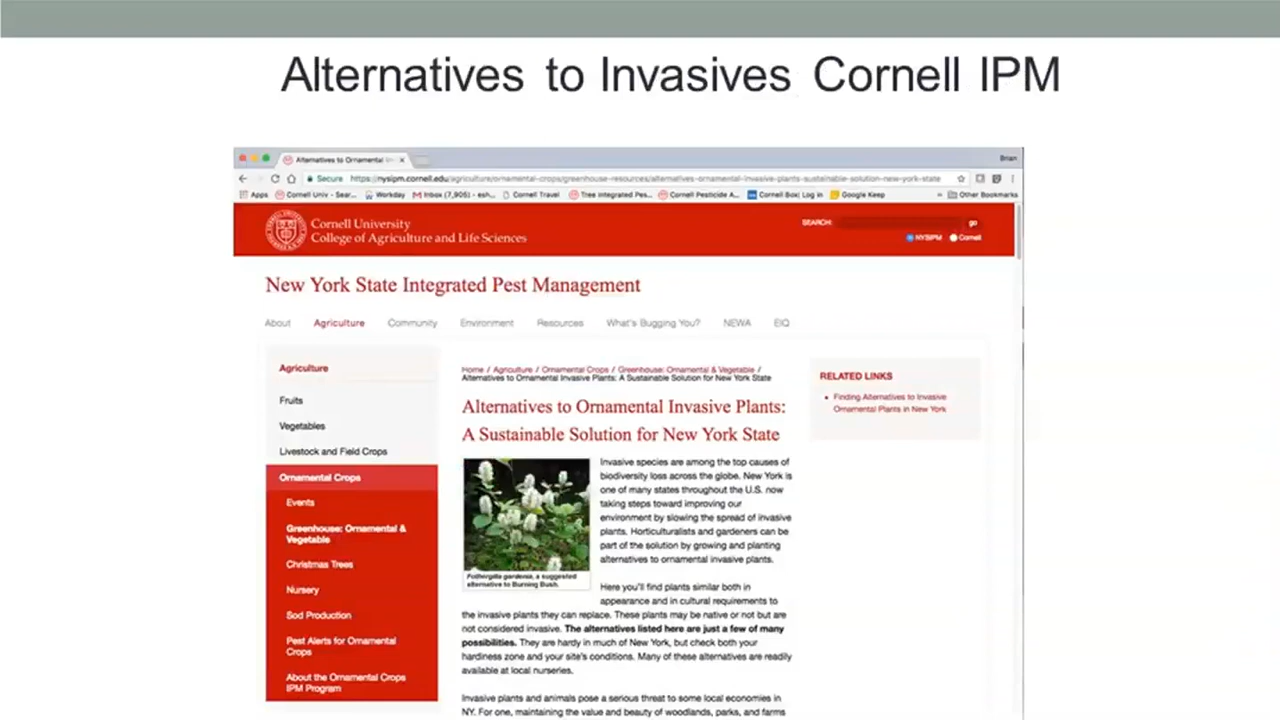 Alternatives to Invasives Cornell IPM
Alternatives to Ornamental In
Brian
Secure https://nysipm.cornell.edu/agriculture/ornamental-crops/greenhouse-resources/alternatives-ornamental-invasive-plants-sustainable-solution-new-york-state
Apps Cornell Univ - Sear... Workday Inbox (7,905) - esh... Cornell Travel Tree Integrated Pes... Cornell Pesticide A... Cornell Box: Log in Google Keep » Other Bookmarks
Cornell University
College of Agriculture and Life Sciences
SEARCH: go
NYSIPM Cornell
New York State Integrated Pest Management
About Agriculture Community Environment Resources What's Bugging You? NEWA EIQ
Agriculture
Fruits
Vegetables
Livestock and Field Crops
Ornamental Crops
Events
Greenhouse: Ornamental &
Vegetable
Christmas Trees
Nursery
Sod Production
Pest Alerts for Ornamental
Crops
About the Ornamental Crops
IPM Program
Home / Agriculture / Ornamental Crops / Greenhouse: Ornamental & Vegetable /
Alternatives to Ornamental Invasive Plants: A Sustainable Solution for New York State
Alternatives to Ornamental Invasive Plants:
A Sustainable Solution for New York State
Invasive species are among the top causes of
biodiversity loss across the globe. New York is
one of many states throughout the U.S. now
taking steps toward improving our
environment by slowing the spread of invasive
plants. Horticulturalists and gardeners can be
part of the solution by growing and planting
alternatives to ornamental invasive plants.
Fothergilla gardenia, a suggested
alternative to Burning Bush.
Here you'll find plants similar both in
appearance and in cultural requirements to
the invasive plants they can replace. These plants may be native or not but are
not considered invasive. The alternatives listed here are just a few of many
possibilities. They are hardy in much of New York, but check both your
hardiness zone and your site's conditions. Many of these alternatives are readily
available at local nurseries.
Invasive plants and animals pose a serious threat to some local economies in
NY. For one, maintaining the value and beauty of woodlands, parks, and farms
RELATED LINKS
• Finding Alternatives to Invasive
Ornamental Plants in New York